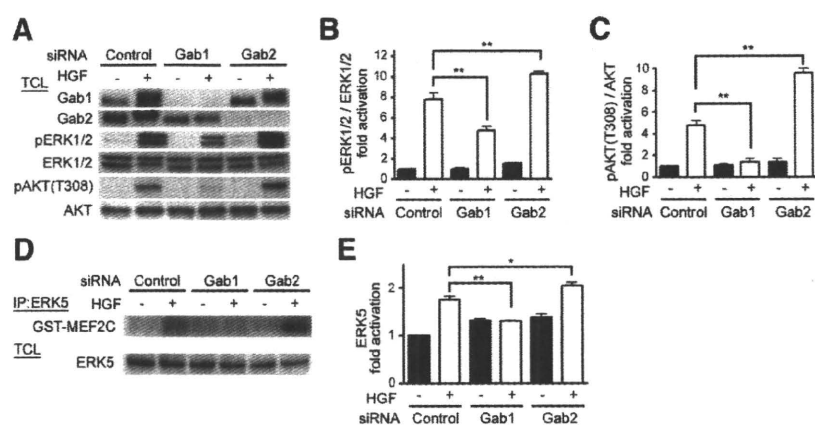 A
siRNA Control Gab1 Gab2
TCL HGF - + - + - +
Gab1
Gab2
pERK1/2
ERK1/2
pAKT(T308)
AKT
B
pERK1/2 / ERK1/2
fold activation
12
10
8
6
4
2
0
**
**
HGF - + - + - +
siRNA Control Gab1 Gab2
C
pAKT(T308) / AKT
fold activation
10
8
6
4
2
0
**
**
HGF - + - + - +
siRNA Control Gab1 Gab2
D
siRNA Control Gab1 Gab2
IP:ERK5 HGF - + - + - +
GST-MEF2C
TCL
ERK5
E
ERK5
fold activation
2
1
0
*
**
HGF - + - + - +
siRNA Control Gab1 Gab2